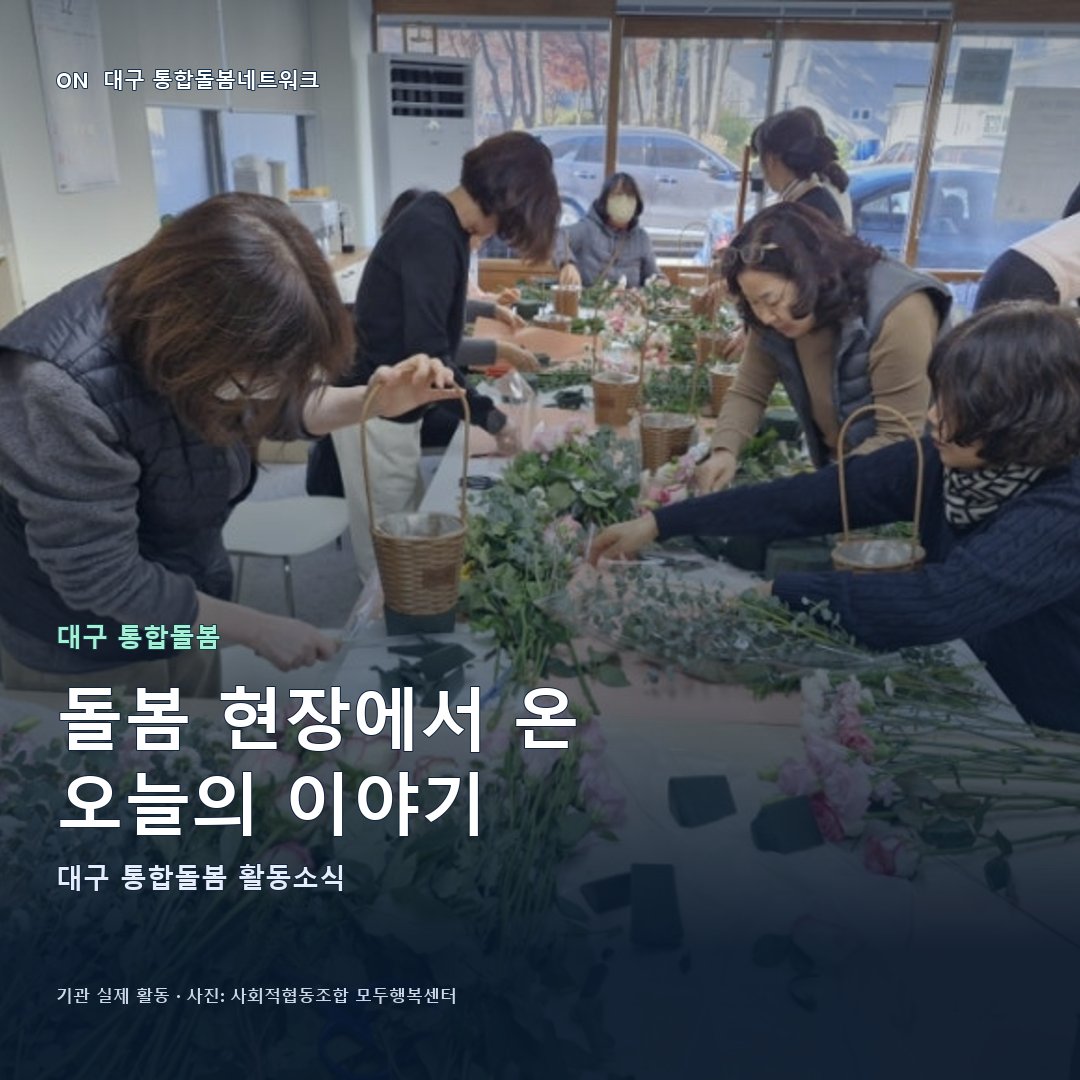 ON 대구 통합돌봄네트워크
대구 통합돌봄
돌봄 현장에서 온
오늘의 이야기
대구 통합돌봄 활동소식
기관 실제 활동 · 사진: 사회적협동조합 모두행복센터